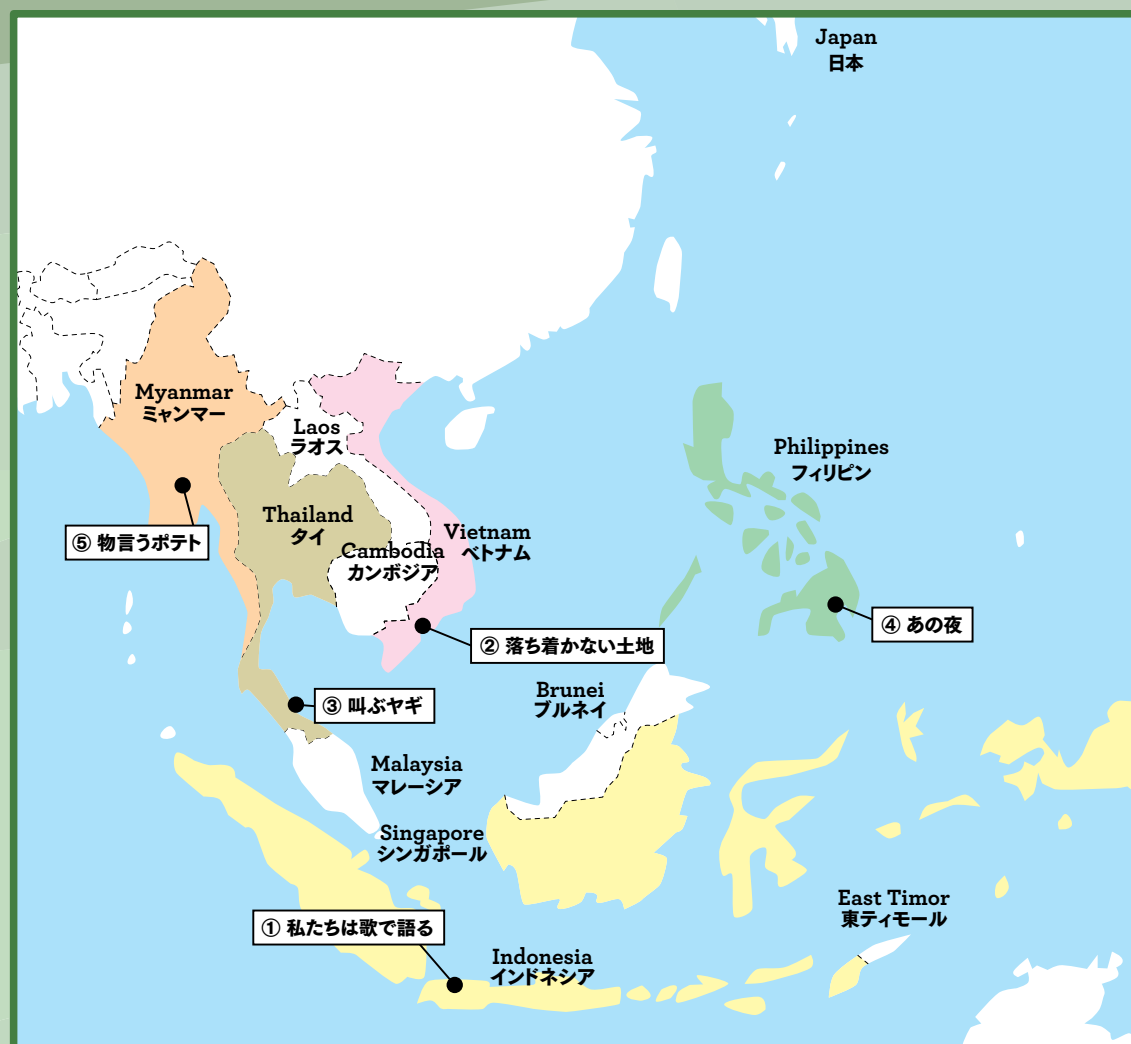 Japan
日本
Myanmar
ミャンマー
Laos
ラオス
Philippines
フィリピン
Thailand
タイ
Vietnam
ベトナム
Cambodia
カンボジア
⑤ 物言うポテト
④ あの夜
② 落ち着かない土地
③ 叫ぶヤギ
Brunei
ブルネイ
Malaysia
マレーシア
Singapore
シンガポール
East Timor
東ティモール
① 私たちは歌で語る
Indonesia
インドネシア